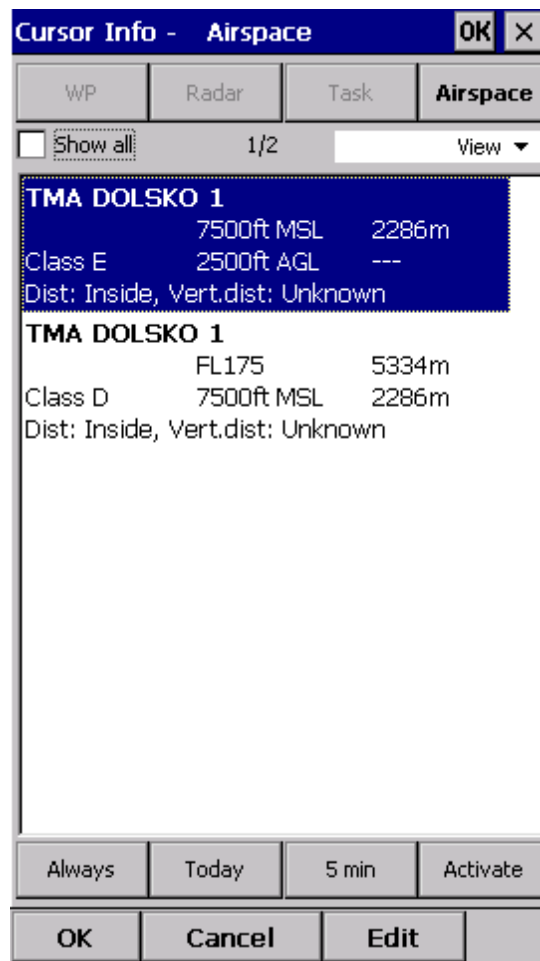 Cursor Info - Airspace OK ×
WP Radar Task Airspace
Show all 1/2 View
TMA DOLSKO 1
7500ft MSL 2286m
Class E 2500ft AGL ---
Dist: Inside, Vert.dist: Unknown
TMA DOLSKO 1
FL175 5334m
Class D 7500ft MSL 2286m
Dist: Inside, Vert.dist: Unknown
Always Today 5 min Activate
OK Cancel Edit